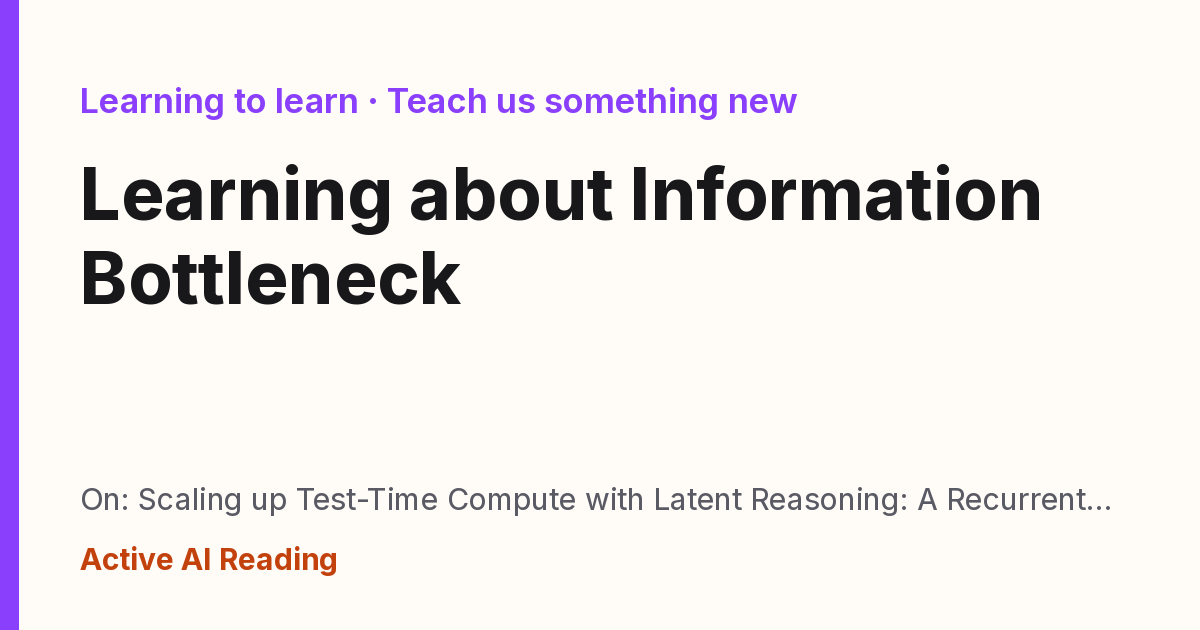 Learning to learn · Teach us something new
Learning about Information
Bottleneck
On: Scaling up Test-Time Compute with Latent Reasoning: A Recurrent...
Active AI Reading